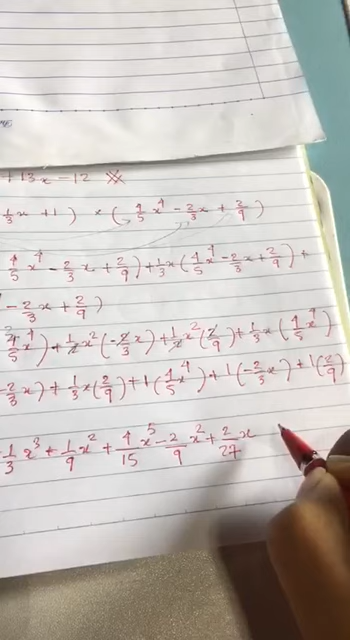 + 13x - 12
1/3 x + 1 ) × ( 4/5 x⁴ - 2/3 x + 2/9 )
4/5 x⁴ - 2/3 x + 2/9 ) + 1/3 x ( 4/5 x⁴ - 2/3 x + 2/9 ) +
- 2/3 x + 2/9 )
4/5 x⁴ ) + 1/2 x² ( - 2/3 x ) + 1/2 x² ( 2/9 ) + 1/3 x ( 4/5 x⁴ )
- 2/3 x ) + 1/3 x ( 2/9 ) + 1 ( 4/5 x⁴ ) + 1 ( - 2/3 x ) + 1 ( 2/9 )
- 1/3 x³ + 1/9 x² + 4/15 x⁵ - 2/9 x² + 2/27 x